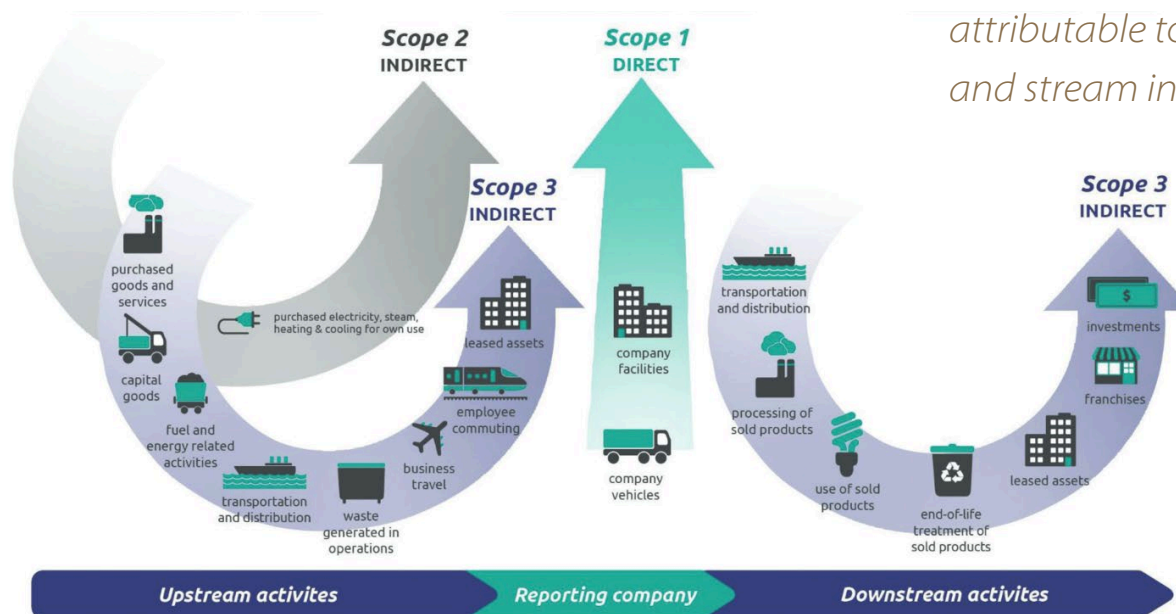 attributable to
and stream in
Scope 2
INDIRECT
Scope 1
DIRECT
Scope 3
INDIRECT
Scope 3
INDIRECT
purchased
goods and
services
purchased electricity, steam,
heating & cooling for own use
capital
goods
fuel and
energy related
activities
transportation
and distribution
waste
generated in
operations
business
travel
employee
commuting
leased assets
company
facilities
company
vehicles
transportation
and distribution
processing of
sold products
use of sold
products
end-of-life
treatment of
sold products
leased assets
franchises
$
investments
Upstream activites
Reporting company
Downstream activites